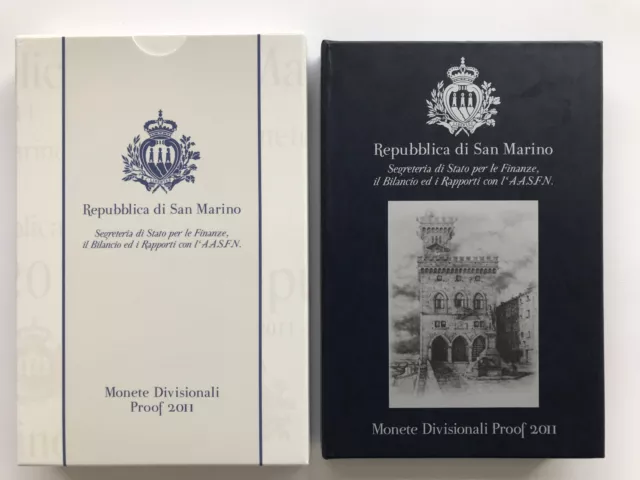 Repubblica di San Marino
Segreteria di Stato per le Finanze,
il Bilancio ed i Rapporti con l'A.A.S.F.N.
Monete Divisionali
Proof 2011
Repubblica di San Marino
Segreteria di Stato per le Finanze,
il Bilancio ed i Rapporti con l'A.A.S.F.N.
Monete Divisionali Proof 2011